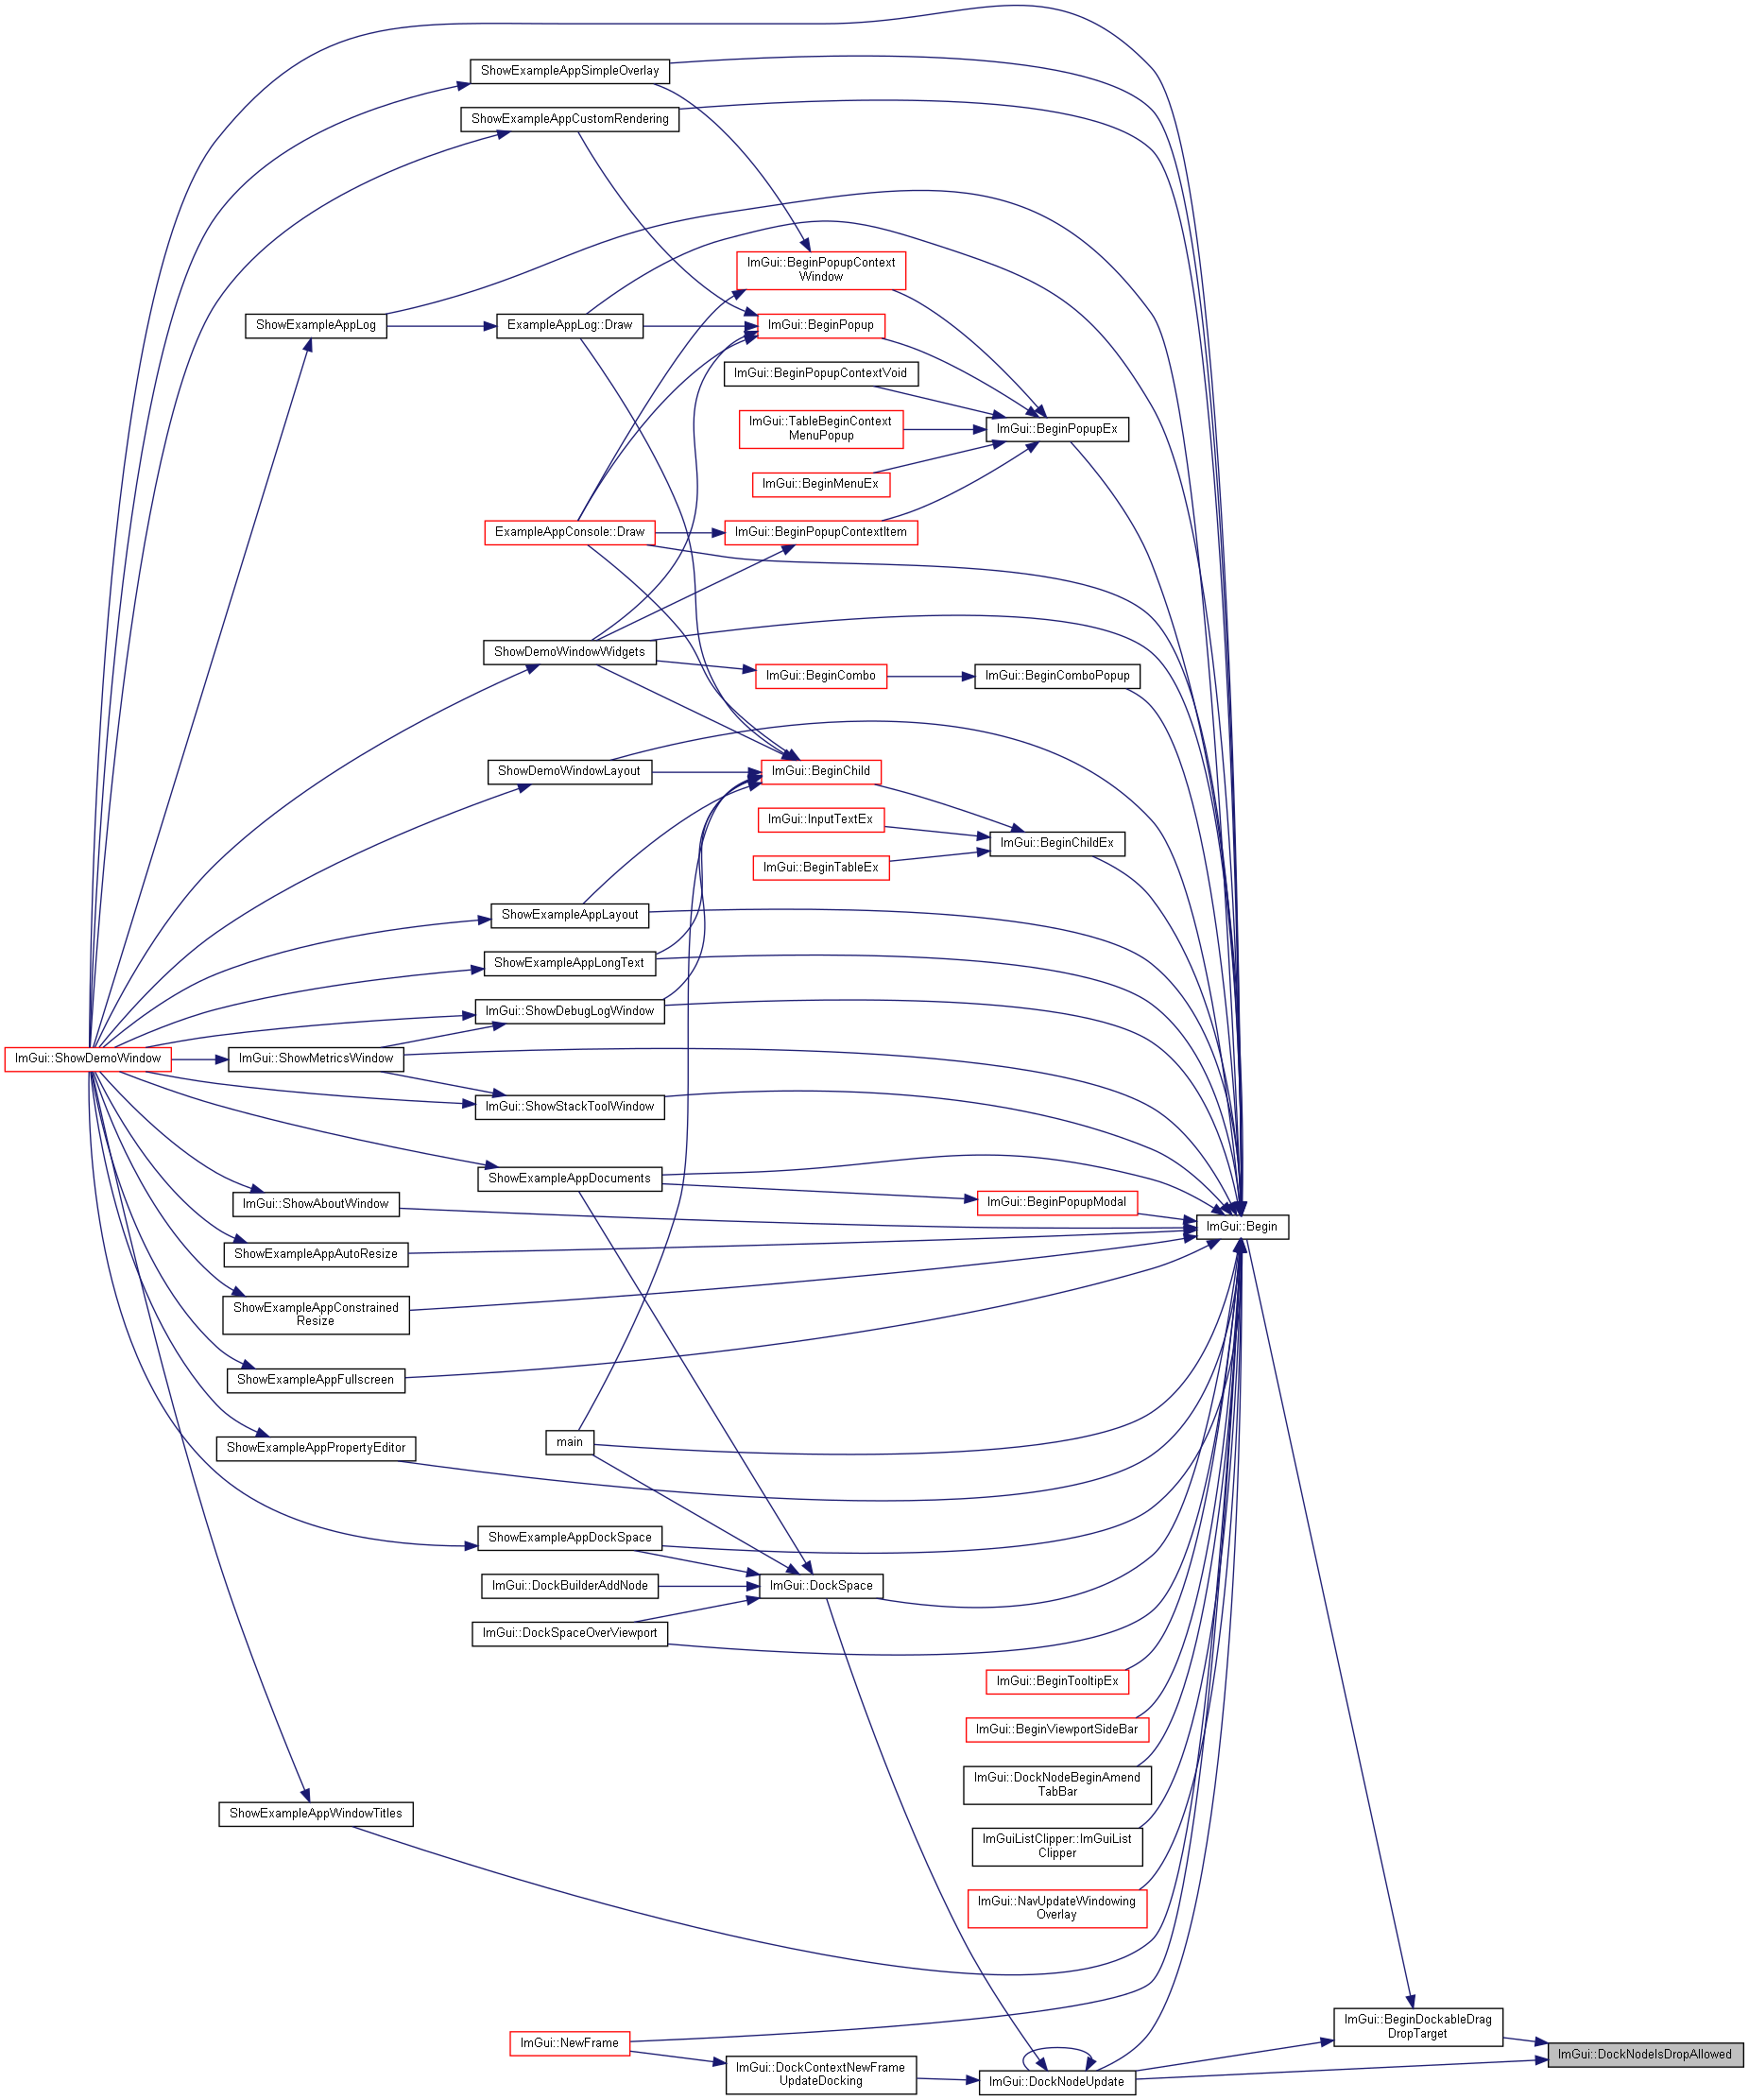 ShowExampleAppSimpleOverlay
ShowExampleAppCustomRendering
ImGui::BeginPopupContext
Window
ShowExampleAppLog
ExampleAppLog::Draw
ImGui::BeginPopup
ImGui::BeginPopupContextVoid
ImGui::TableBeginContext
MenuPopup
ImGui::BeginPopupEx
ImGui::BeginMenuEx
ExampleAppConsole::Draw
ImGui::BeginPopupContextItem
ShowDemoWindowWidgets
ImGui::BeginCombo
ImGui::BeginComboPopup
ShowDemoWindowLayout
ImGui::BeginChild
ImGui::InputTextEx
ImGui::BeginChildEx
ImGui::BeginTableEx
ShowExampleAppLayout
ShowExampleAppLongText
ImGui::ShowDebugLogWindow
ImGui::ShowDemoWindow
ImGui::ShowMetricsWindow
ImGui::ShowStackToolWindow
ShowExampleAppDocuments
ImGui::ShowAboutWindow
ImGui::BeginPopupModal
ImGui::Begin
ShowExampleAppAutoResize
ShowExampleAppConstrained
Resize
ShowExampleAppFullscreen
main
ShowExampleAppPropertyEditor
ShowExampleAppDockSpace
ImGui::DockBuilderAddNode
ImGui::DockSpace
ImGui::DockSpaceOverViewport
ImGui::BeginTooltipEx
ImGui::BeginViewportSideBar
ImGui::DockNodeBeginAmend
TabBar
ShowExampleAppWindowTitles
ImGuiListClipper::ImGuiList
Clipper
ImGui::NavUpdateWindowing
Overlay
ImGui::BeginDockableDrag
DropTarget
ImGui::NewFrame
ImGui::DockNodeIsDropAllowed
ImGui::DockContextNewFrame
UpdateDocking
ImGui::DockNodeUpdate